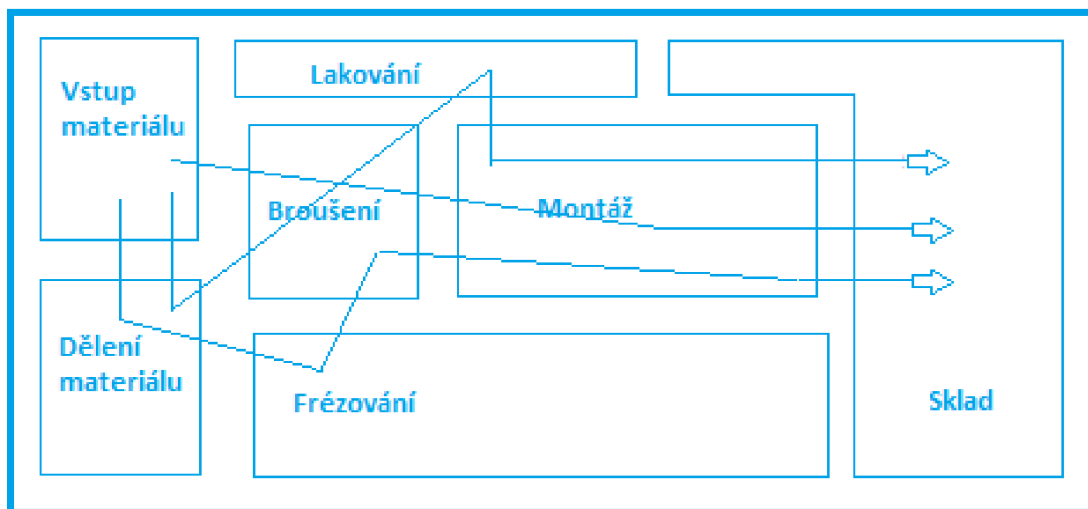 Vstup
materiálu
Lakování
Broušení
Montáž
Dělení
materiálu
Frézování
Sklad